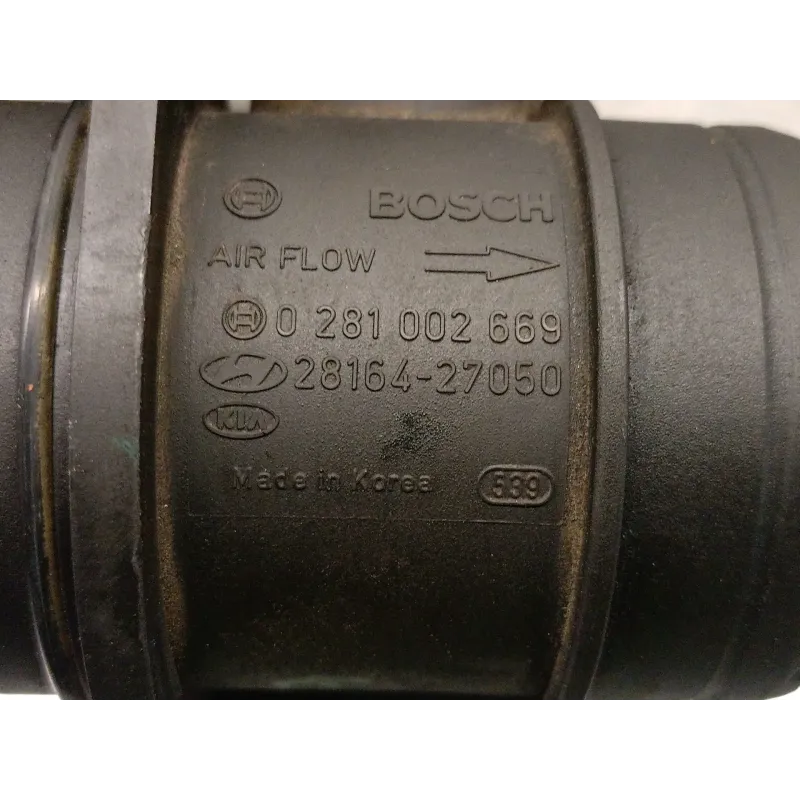 BOSCH
AIR FLOW
0 281 002 669
28164-27050
KIA
Made in Korea 539